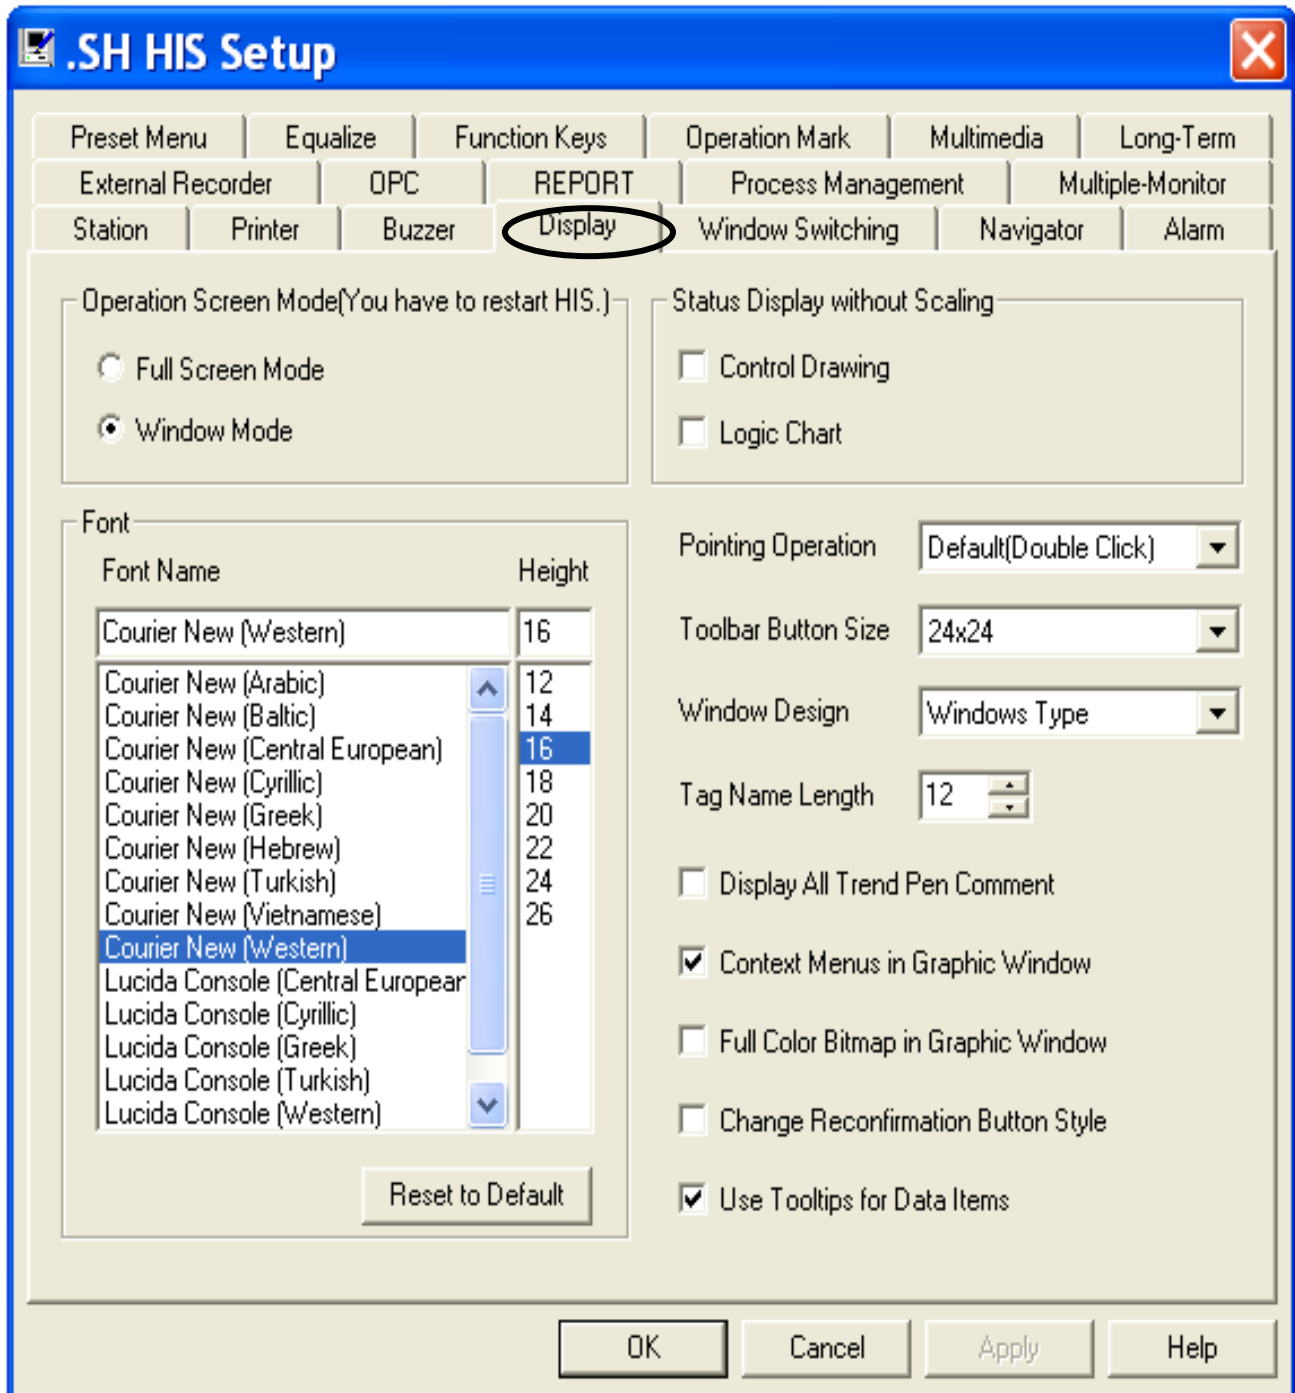 .SH HIS Setup
Preset Menu Equalize Function Keys Operation Mark Multimedia Long-Term
External Recorder OPC REPORT Process Management Multiple-Monitor
Station Printer Buzzer Display Window Switching Navigator Alarm
Operation Screen Mode(You have to restart HIS.)
Full Screen Mode
Window Mode
Status Display without Scaling
Control Drawing
Logic Chart
Font
Font Name Height
Courier New (Western) 16
Courier New (Arabic) 12
Courier New (Baltic) 14
Courier New (Central European) 16
Courier New (Cyrillic) 18
Courier New (Greek) 20
Courier New (Hebrew) 22
Courier New (Turkish) 24
Courier New (Vietnamese) 26
Courier New (Western)
Lucida Console (Central European
Lucida Console (Cyrillic)
Lucida Console (Greek)
Lucida Console (Turkish)
Lucida Console (Western)
Reset to Default
Pointing Operation Default(Double Click)
Toolbar Button Size 24x24
Window Design Windows Type
Tag Name Length 12
Display All Trend Pen Comment
Context Menus in Graphic Window
Full Color Bitmap in Graphic Window
Change Reconfirmation Button Style
Use Tooltips for Data Items
OK Cancel Apply Help